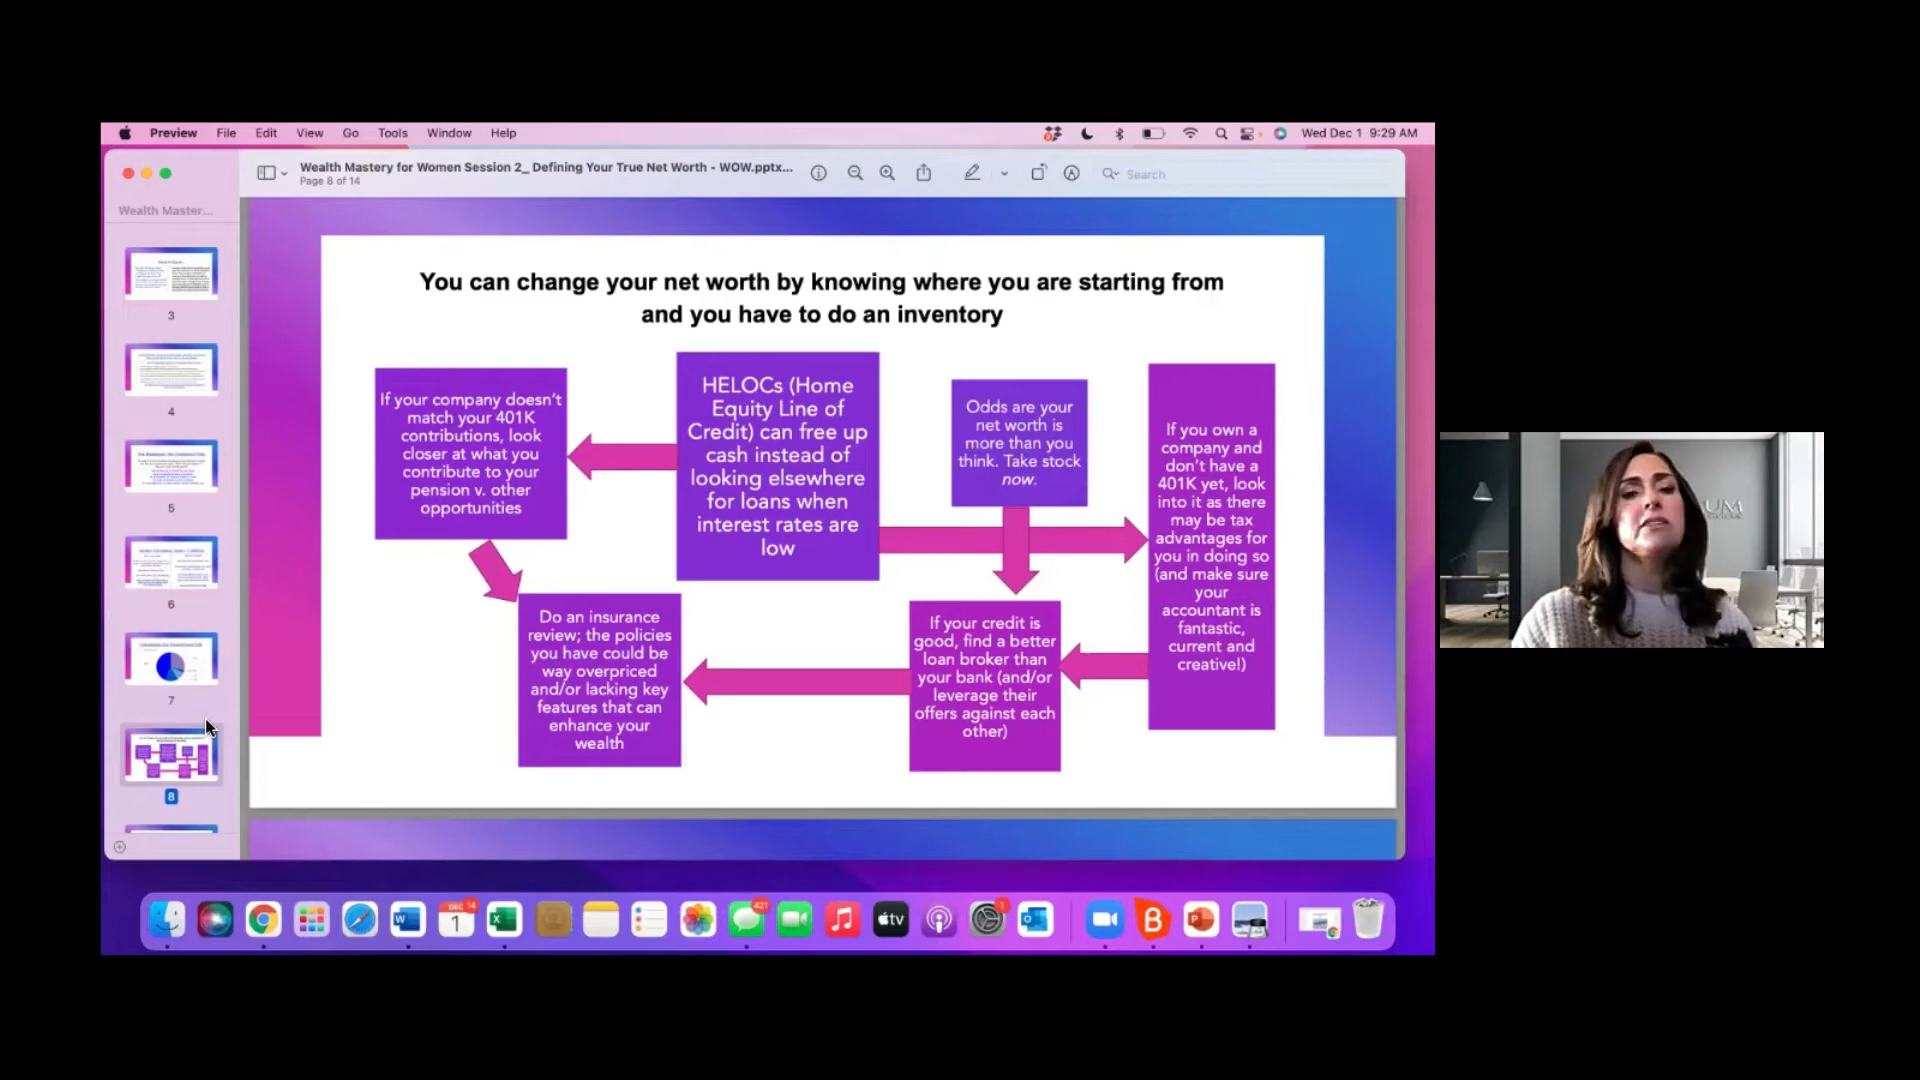 Preview File Edit View Go Tools Window Help
Wed Dec 1 9:29 AM
Wealth Mastery for Women Session 2_ Defining Your True Net Worth - WOW.pptx...
Page 8 of 14
Search
Wealth Master...
3
4
5
6
7
8
You can change your net worth by knowing where you are starting from
and you have to do an inventory
If your company doesn't
match your 401K
contributions, look
closer at what you
contribute to your
pension v. other
opportunities
HELOCs (Home
Equity Line of
Credit) can free up
cash instead of
looking elsewhere
for loans when
interest rates are
low
Odds are your
net worth is
more than you
think. Take stock
now.
If you own a
company and
don't have a
401K yet, look
into it as there
may be tax
advantages for
you in doing so
(and make sure
your
accountant is
fantastic,
current and
creative!)
Do an insurance
review; the policies
you have could be
way overpriced
and/or lacking key
features that can
enhance your
wealth
If your credit is
good, find a better
loan broker than
your bank (and/or
leverage their
offers against each
other)
UM
DEC 14
1
421
tv
1